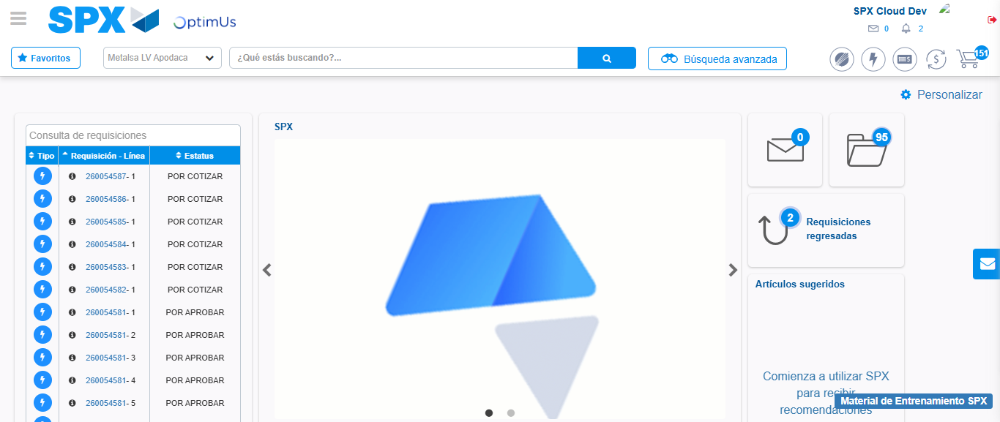 SPX OptimUs
SPX Cloud Dev
0 2
Favoritos
Metalsa LV Apodaca
¿Qué estás buscando?...
Búsqueda avanzada
$
151
Personalizar
Consulta de requisiciones
Tipo Requisición - Línea Estatus
260054587- 1 POR COTIZAR
260054586- 1 POR COTIZAR
260054585- 1 POR COTIZAR
260054584- 1 POR COTIZAR
260054583- 1 POR COTIZAR
260054582- 1 POR COTIZAR
260054581- 1 POR APROBAR
260054581- 2 POR APROBAR
260054581- 3 POR APROBAR
260054581- 4 POR APROBAR
260054581- 5 POR APROBAR
SPX
0
95
2
Requisiciones
regresadas
Artículos sugeridos
Comienza a utilizar SPX
para recibir
recomendaciones
Material de Entrenamiento SPX